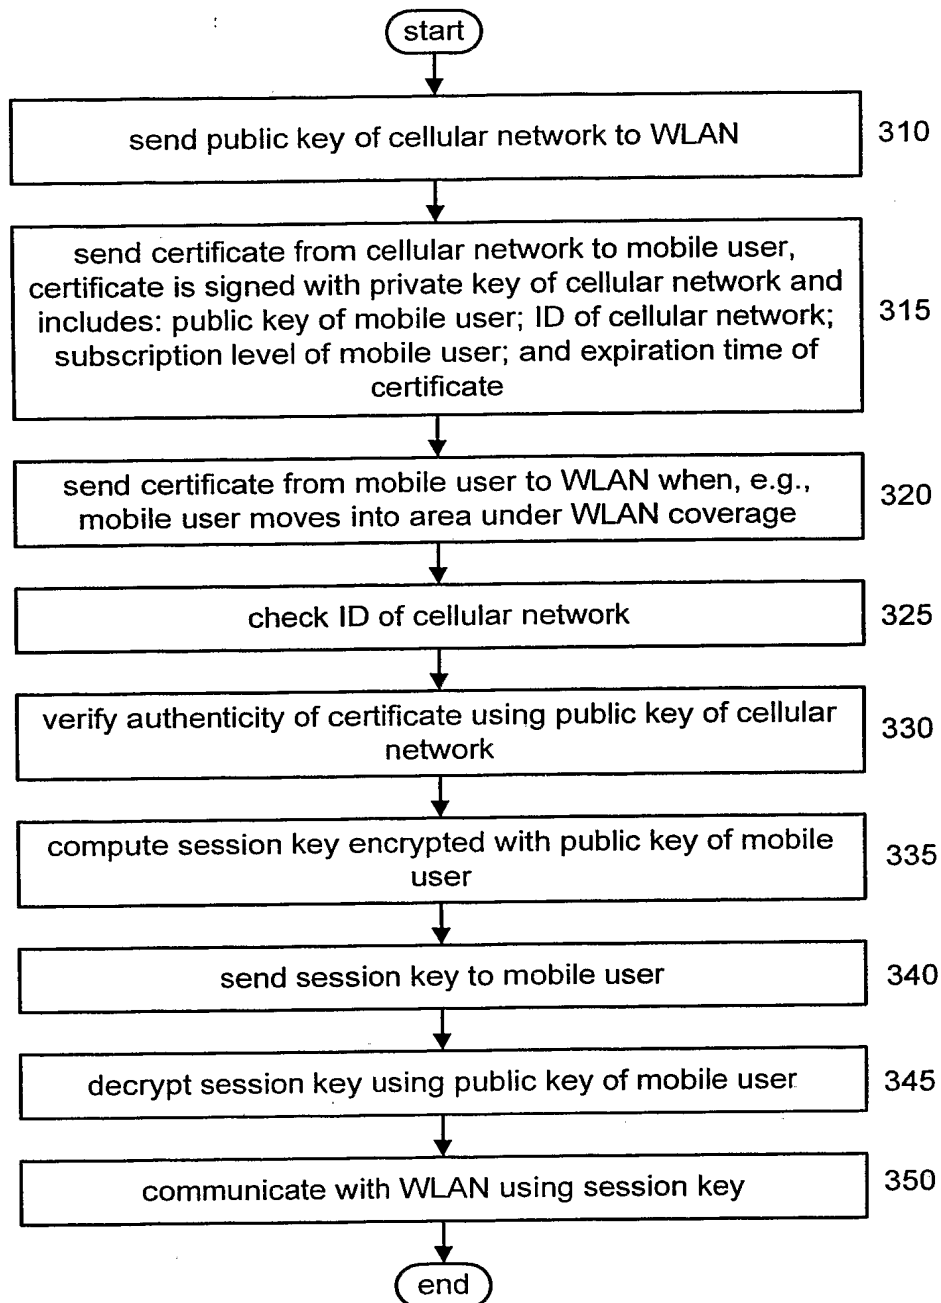 start
send public key of cellular network to WLAN
310
send certificate from cellular network to mobile user,
certificate is signed with private key of cellular network and
includes: public key of mobile user; ID of cellular network;
subscription level of mobile user; and expiration time of
certificate
315
send certificate from mobile user to WLAN when, e.g.,
mobile user moves into area under WLAN coverage
320
check ID of cellular network
325
verify authenticity of certificate using public key of cellular
network
330
compute session key encrypted with public key of mobile
user
335
send session key to mobile user
340
decrypt session key using public key of mobile user
345
communicate with WLAN using session key
350
end